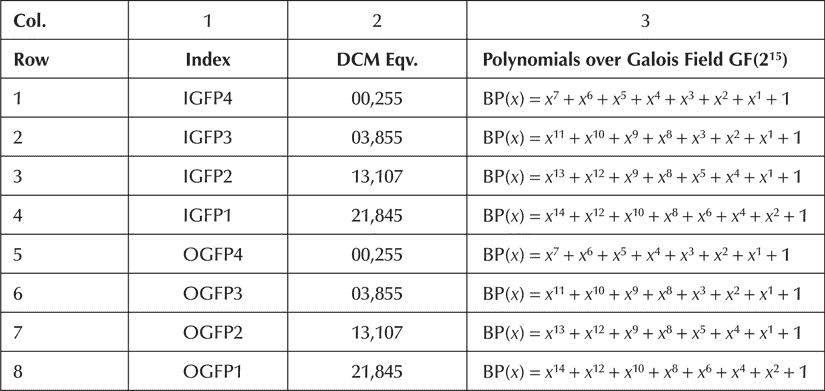 Col. 1 2 3
Row Index DCM Eqv. Polynomials over Galois Field GF(2¹⁵)
1 IGFP4 00,255 BP(x) = x⁷ + x⁶ + x⁵ + x⁴ + x³ + x² + x¹ + 1
2 IGFP3 03,855 BP(x) = x¹¹ + x¹⁰ + x⁹ + x⁸ + x³ + x² + x¹ + 1
3 IGFP2 13,107 BP(x) = x¹³ + x¹² + x⁹ + x⁸ + x⁵ + x⁴ + x¹ + 1
4 IGFP1 21,845 BP(x) = x¹⁴ + x¹² + x¹⁰ + x⁸ + x⁶ + x⁴ + x² + 1
5 OGFP4 00,255 BP(x) = x⁷ + x⁶ + x⁵ + x⁴ + x³ + x² + x¹ + 1
6 OGFP3 03,855 BP(x) = x¹¹ + x¹⁰ + x⁹ + x⁸ + x³ + x² + x¹ + 1
7 OGFP2 13,107 BP(x) = x¹³ + x¹² + x⁹ + x⁸ + x⁵ + x⁴ + x¹ + 1
8 OGFP1 21,845 BP(x) = x¹⁴ + x¹² + x¹⁰ + x⁸ + x⁶ + x⁴ + x² + 1